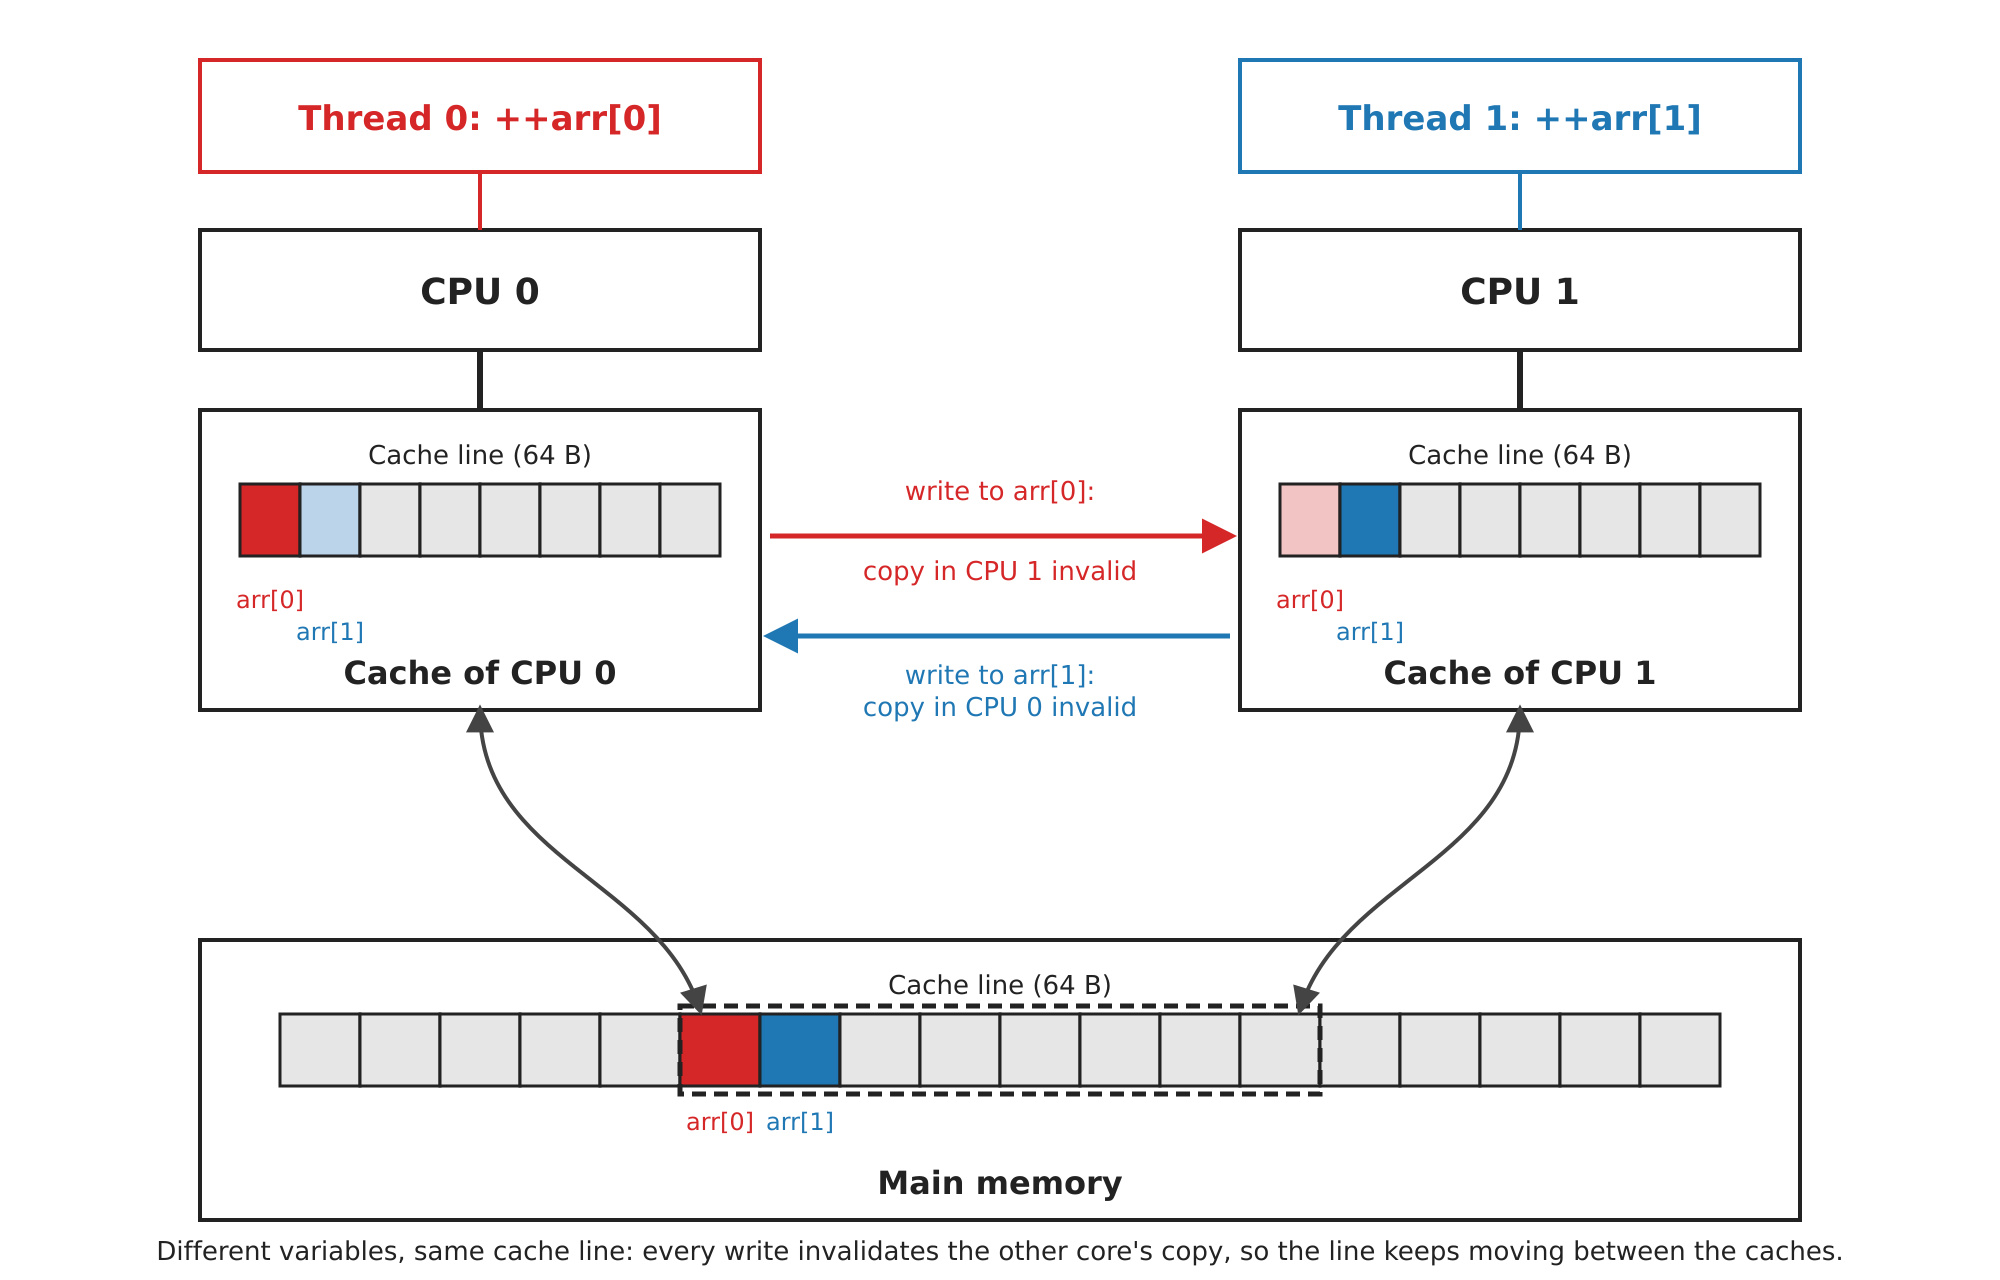 Thread 0: ++arr[0]
Thread 1: ++arr[1]
CPU 0
CPU 1
Cache line (64 B)
arr[0]
arr[1]
Cache of CPU 0
write to arr[0]:
copy in CPU 1 invalid
write to arr[1]:
copy in CPU 0 invalid
Cache line (64 B)
arr[0]
arr[1]
Cache of CPU 1
Cache line (64 B)
arr[0] arr[1]
Main memory
Different variables, same cache line: every write invalidates the other core's copy, so the line keeps moving between the caches.